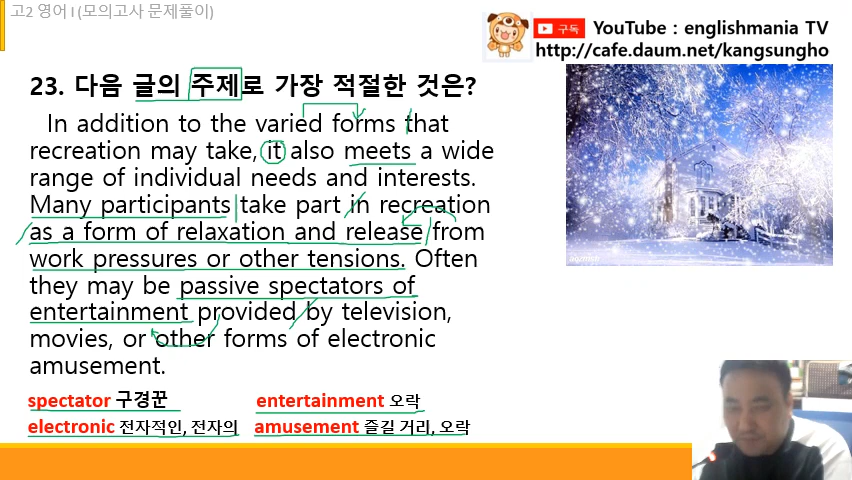 고2 영어 I (모의고사 문제풀이)
구독 YouTube : englishmania TV
http://cafe.daum.net/kangsungho
23. 다음 글의 주제로 가장 적절한 것은?
In addition to the varied forms that
recreation may take, it also meets a wide
range of individual needs and interests.
Many participants take part in recreation
as a form of relaxation and release from
work pressures or other tensions. Often
they may be passive spectators of
entertainment provided by television,
movies, or other forms of electronic
amusement.
spectator 구경꾼 entertainment 오락
electronic 전자적인, 전자의 amusement 즐길 거리, 오락